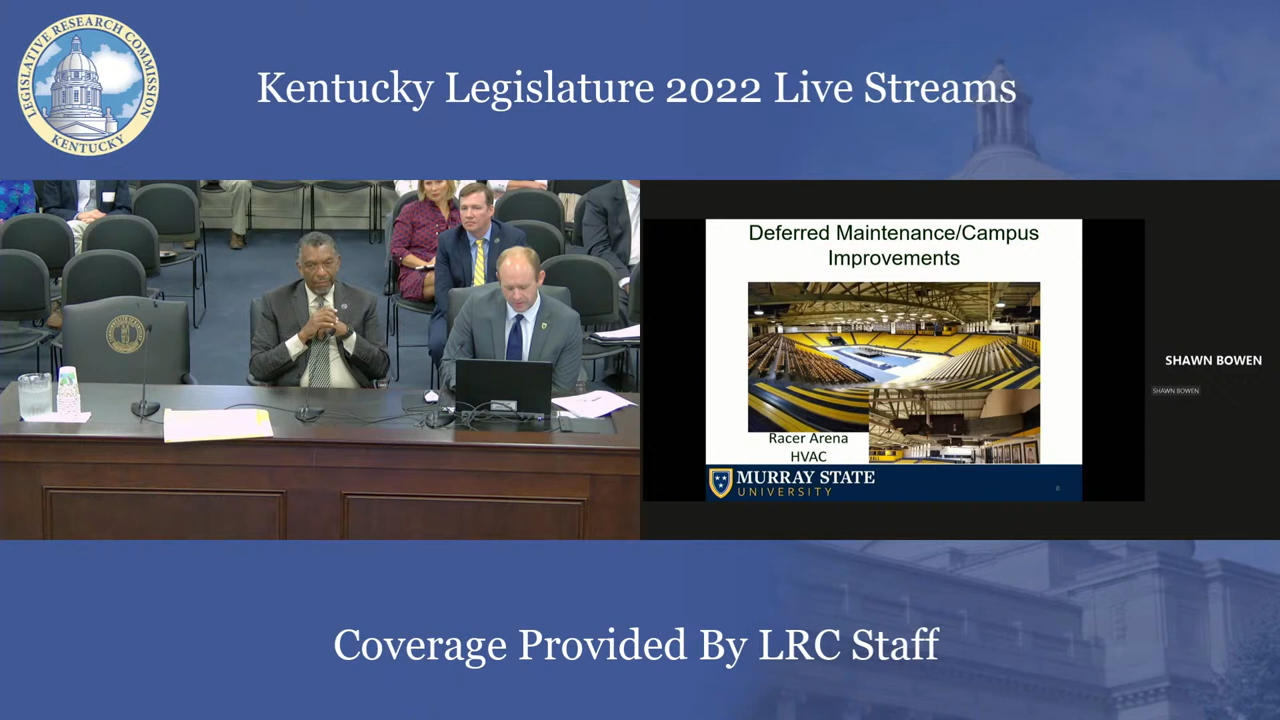 LEGISLATIVE RESEARCH COMMISSION
KENTUCKY
Kentucky Legislature 2022 Live Streams
Deferred Maintenance/Campus
Improvements
Racer Arena
HVAC
MURRAY STATE
UNIVERSITY
SHAWN BOWEN
SHAWN BOWEN
Coverage Provided By LRC Staff